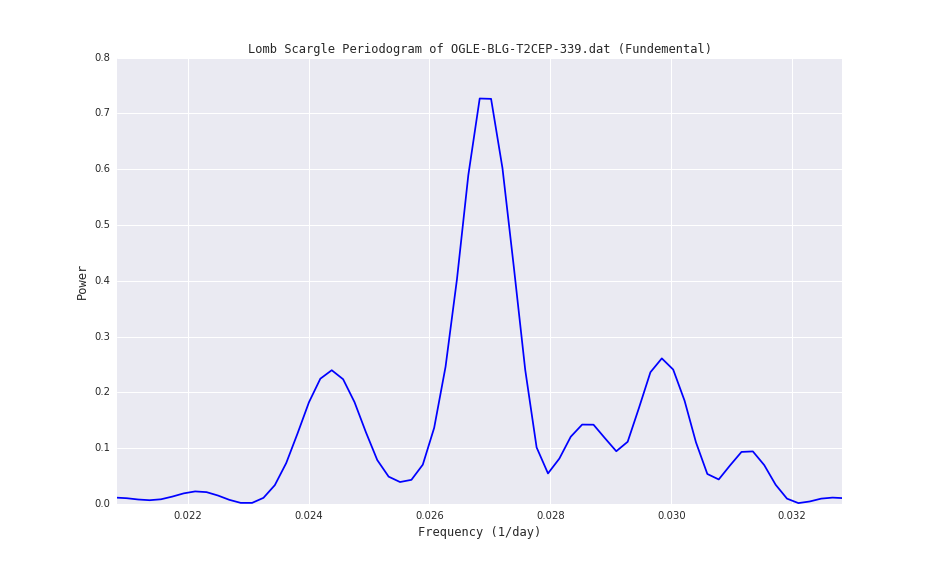 Lomb Scargle Periodogram of OGLE-BLG-T2CEP-339.dat (Fundemental)
0.8
0.7
0.6
0.5
0.4
0.3
0.2
0.1
0.0
Power
0.022 0.024 0.026 0.028 0.030 0.032
Frequency (1/day)